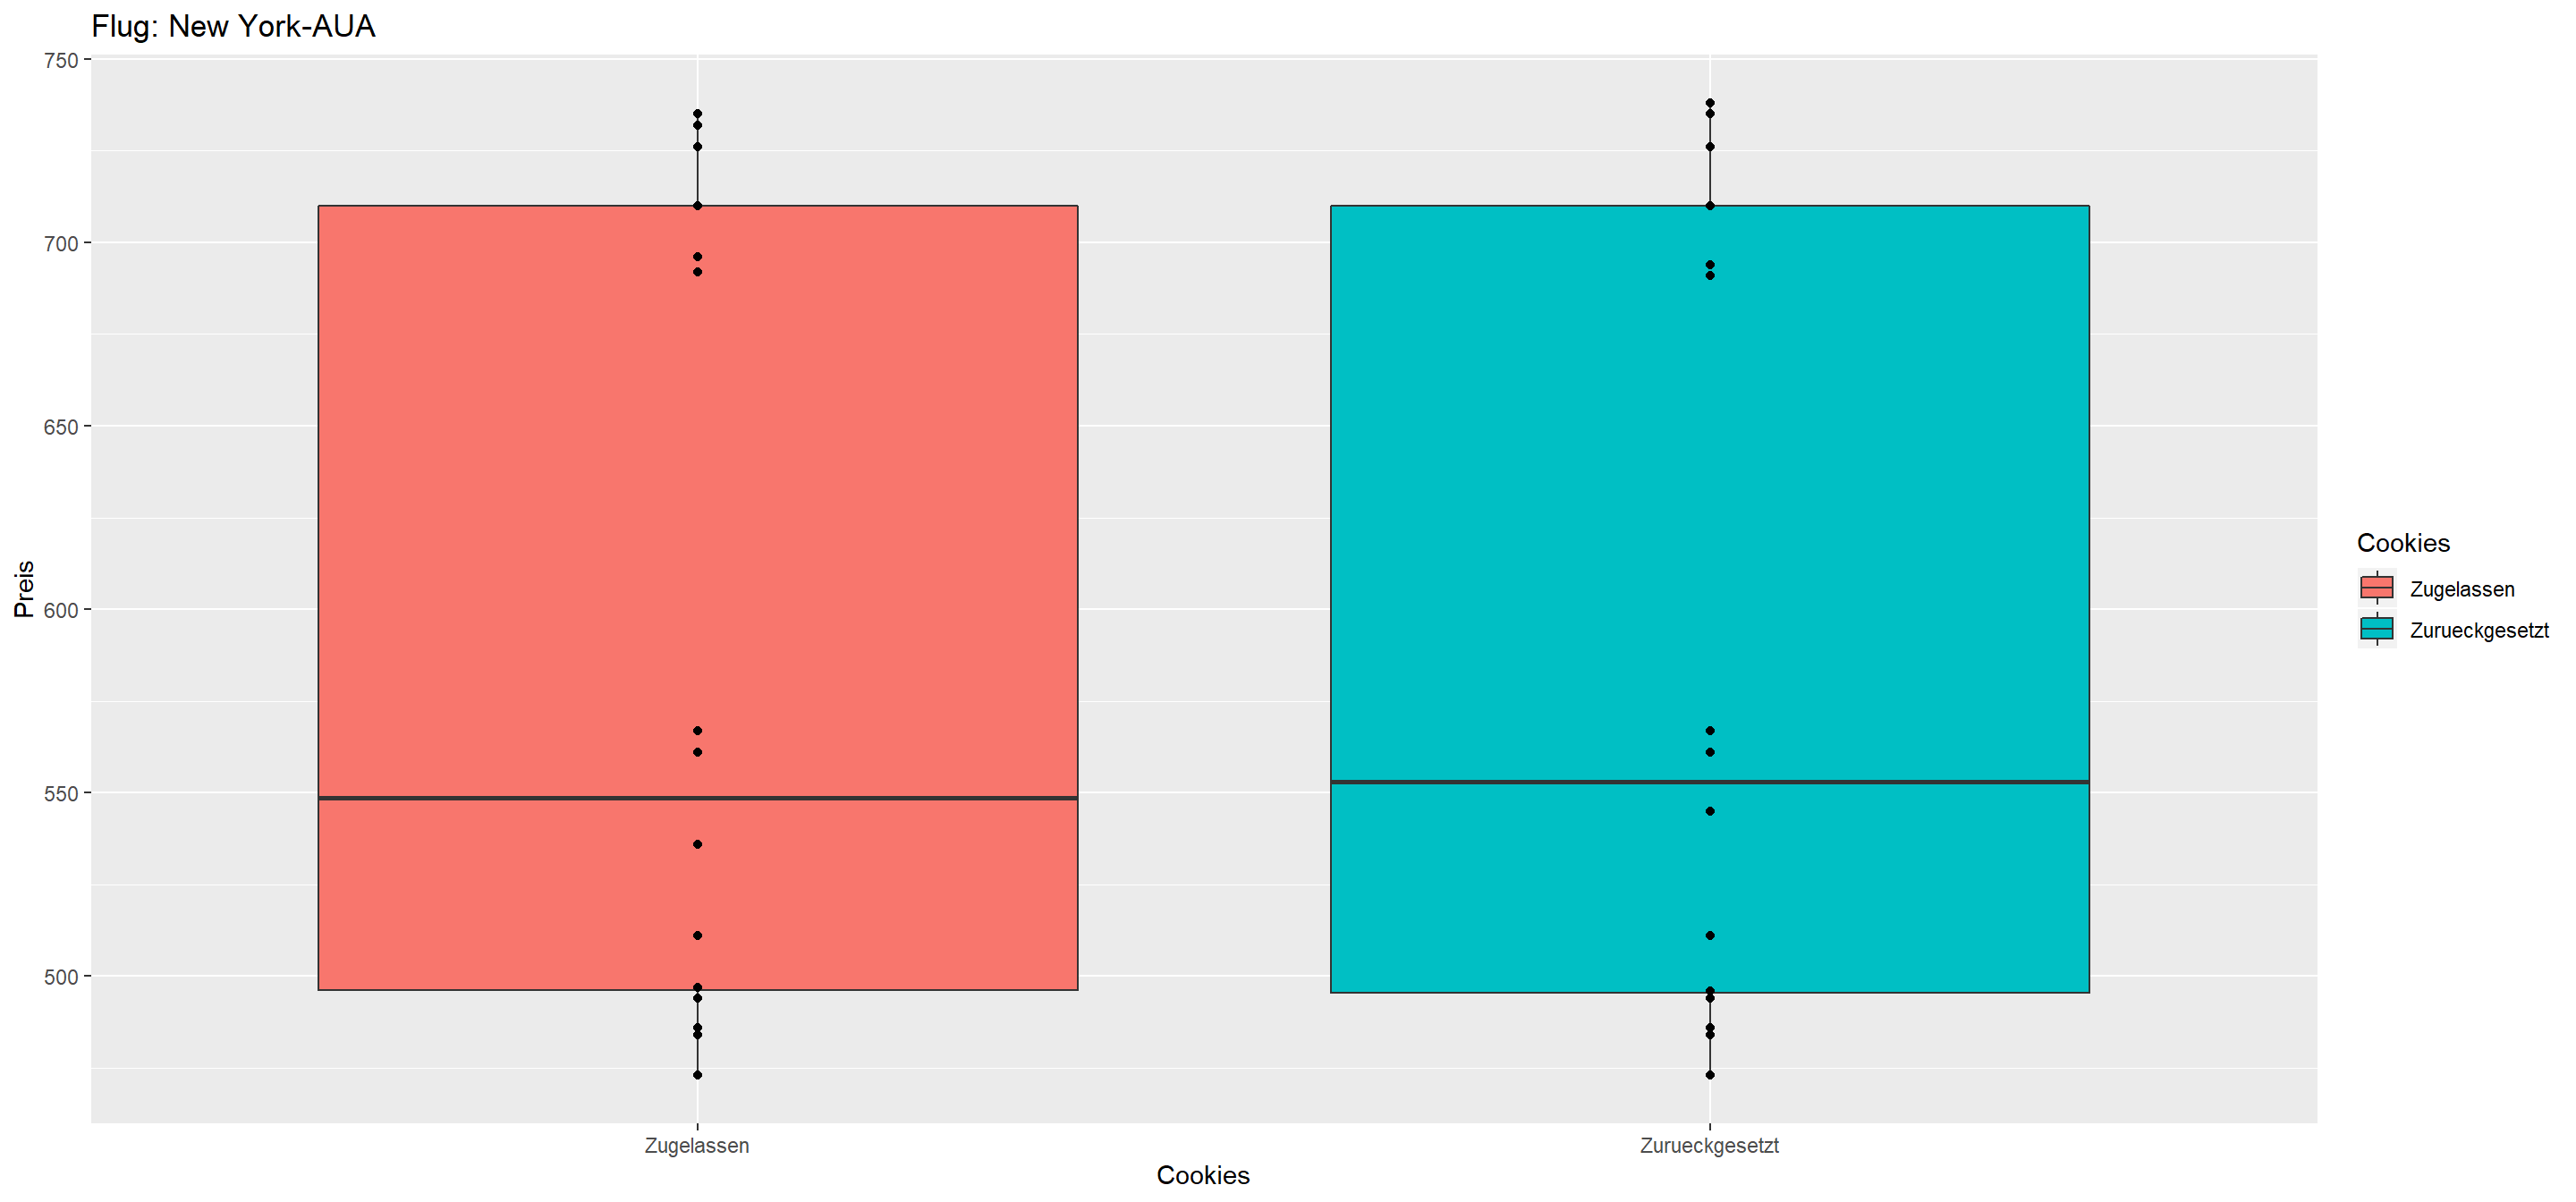 Flug: New York-AUA
750
700
650
600
550
500
Preis
Zugelassen
Zurueckgesetzt
Cookies
Cookies
Zugelassen
Zurueckgesetzt